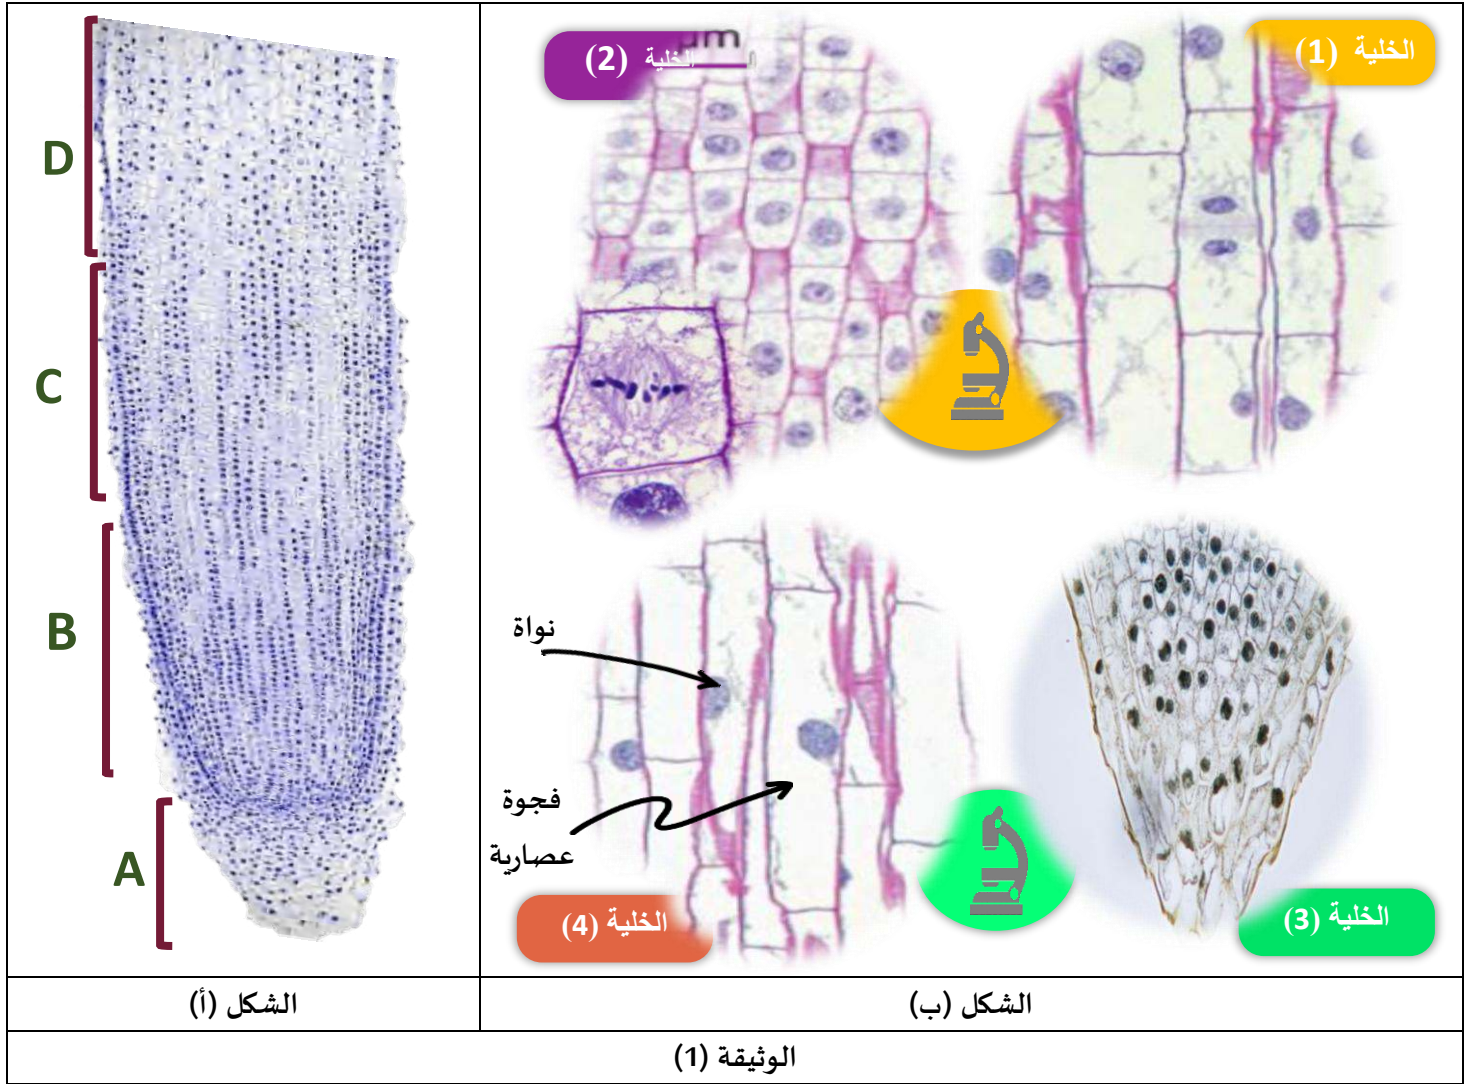 D
C
B
A
الخلية (1)
الخلية (2)
نواة
فجوة
عصارية
الخلية (4)
الخلية (3)
الشكل (أ)
الشكل (ب)
الوثيقة (1)